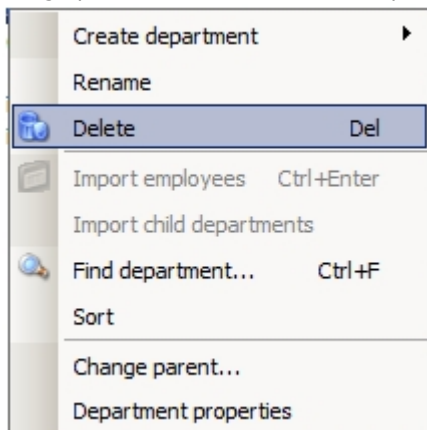 Create department
Rename
Delete Del
Import employees Ctrl+Enter
Import child departments
Find department... Ctrl+F
Sort
Change parent...
Department properties